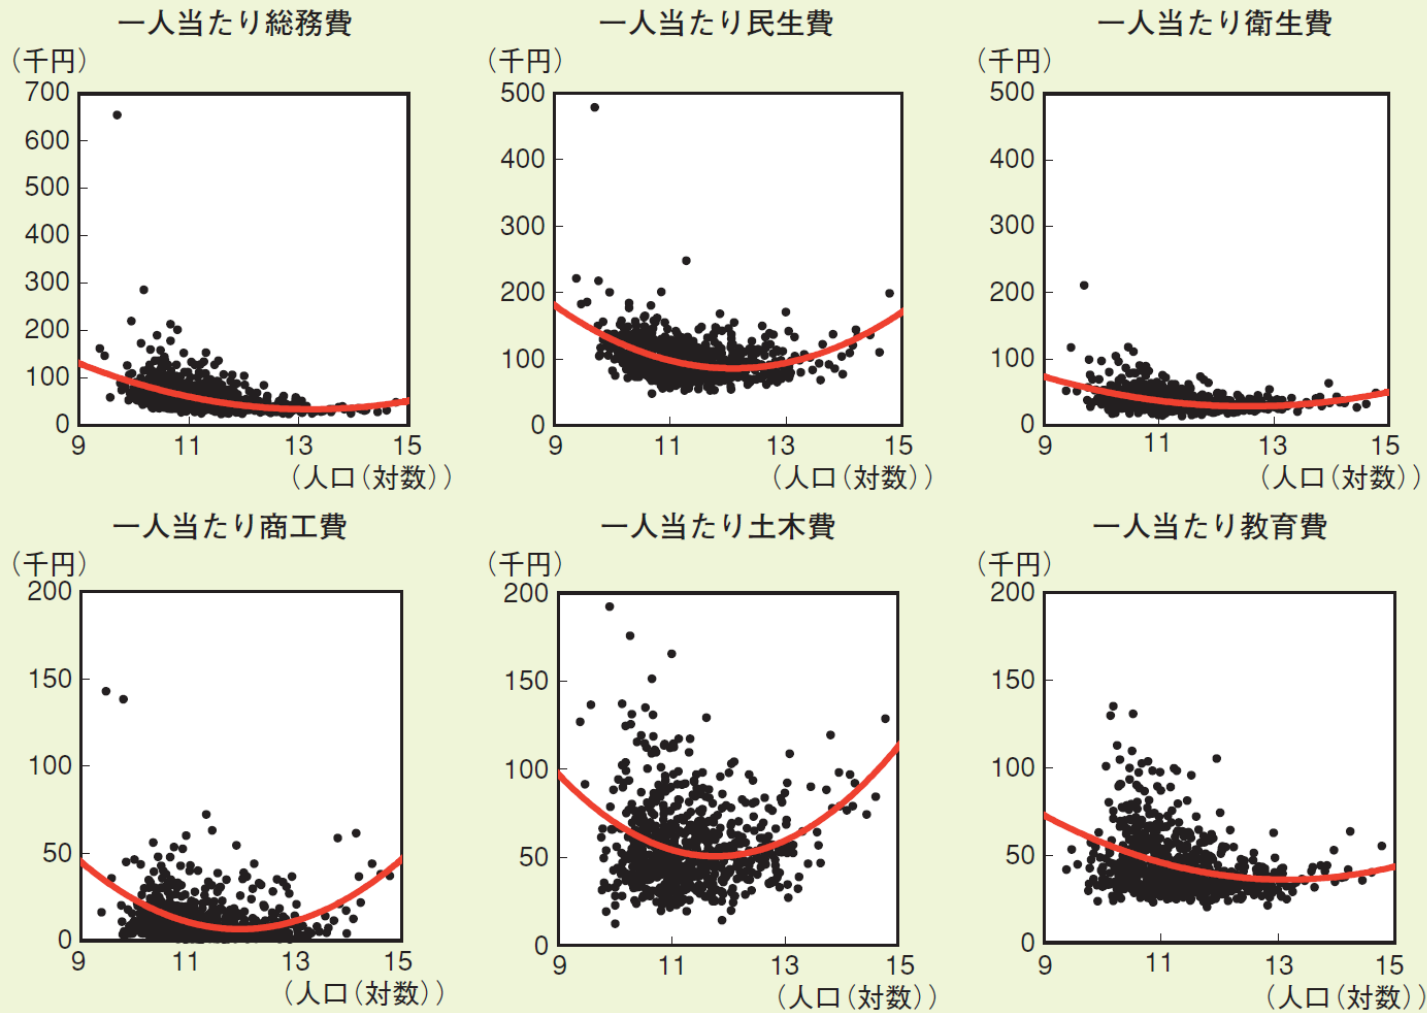 一人当たり総務費
(千円)
700
600
500
400
300
200
100
0
9 11 13 15
(人口(対数))
一人当たり民生費
(千円)
500
400
300
200
100
0
9 11 13 15
(人口(対数))
一人当たり衛生費
(千円)
500
400
300
200
100
0
9 11 13 15
(人口(対数))
一人当たり商工費
(千円)
200
150
100
50
0
9 11 13 15
(人口(対数))
一人当たり土木費
(千円)
200
150
100
50
0
9 11 13 15
(人口(対数))
一人当たり教育費
(千円)
200
150
100
50
0
9 11 13 15
(人口(対数))